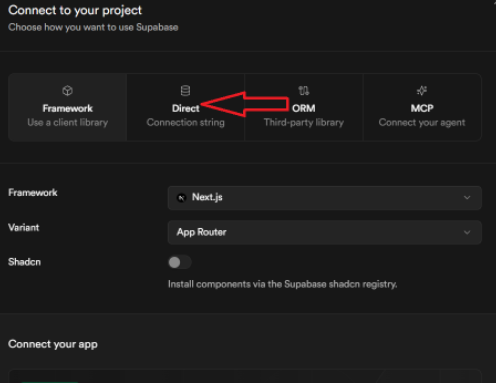 Connect to your project
Choose how you want to use Supabase
Framework
Use a client library
Direct
Connection string
ORM
Third-party library
MCP
Connect your agent
Framework
Next.js
Variant
App Router
Shadcn
Install components via the Supabase shadcn registry.
Connect your app